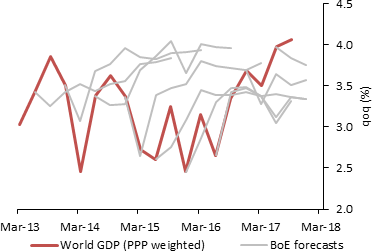 4.5
4.0
3.5
3.0
2.5
2.0
qoq (%)
Mar-13 Mar-14 Mar-15 Mar-16 Mar-17 Mar-18
World GDP (PPP weighted) BoE forecasts